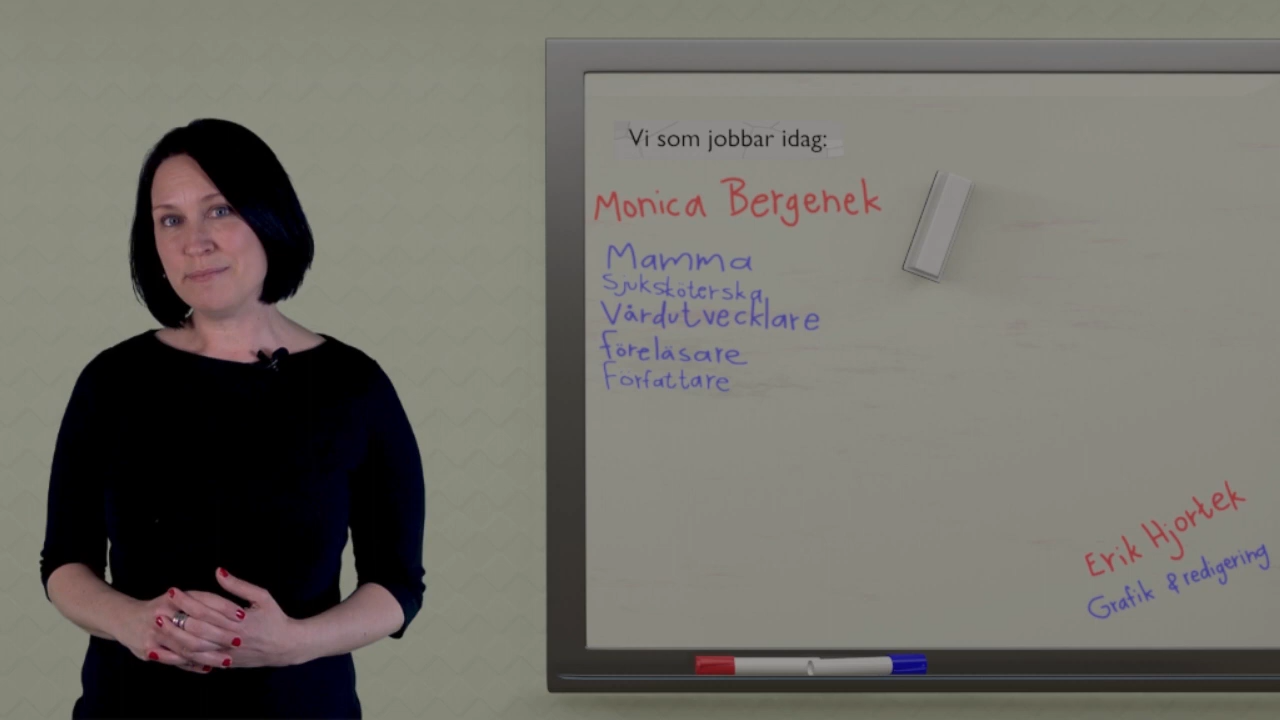 Vi som jobbar idag:
Monica Bergenek
Mamma
Sjuksköterska
Vårdutvecklare
föreläsare
Författare
Erik Hjortek
Grafik & redigering